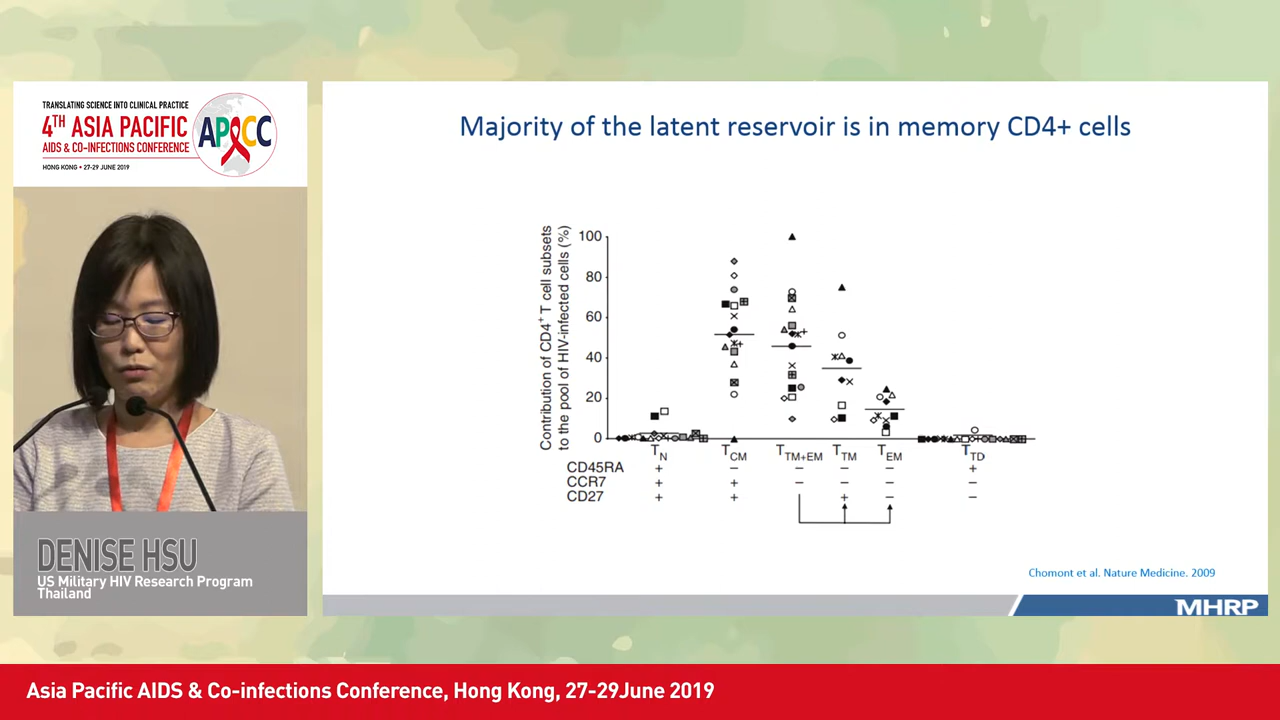 TRANSLATING SCIENCE INTO CLINICAL PRACTICE
4TH ASIA PACIFIC
AIDS & CO-INFECTIONS CONFERENCE
HONG KONG • 27-29 JUNE 2019
APACC
DENISE HSU
US Military HIV Research Program
Thailand
Majority of the latent reservoir is in memory CD4+ cells
Contribution of CD4+ T cell subsets
to the pool of HIV-infected cells (%)
100
80
60
40
20
0
TN TCM TTM+EM TTM TEM TTD
CD45RA + – – – – +
CCR7 + + – – – –
CD27 + + – + – –
Chomont et al. Nature Medicine. 2009
MHRP
Asia Pacific AIDS & Co-infections Conference, Hong Kong, 27-29June 2019